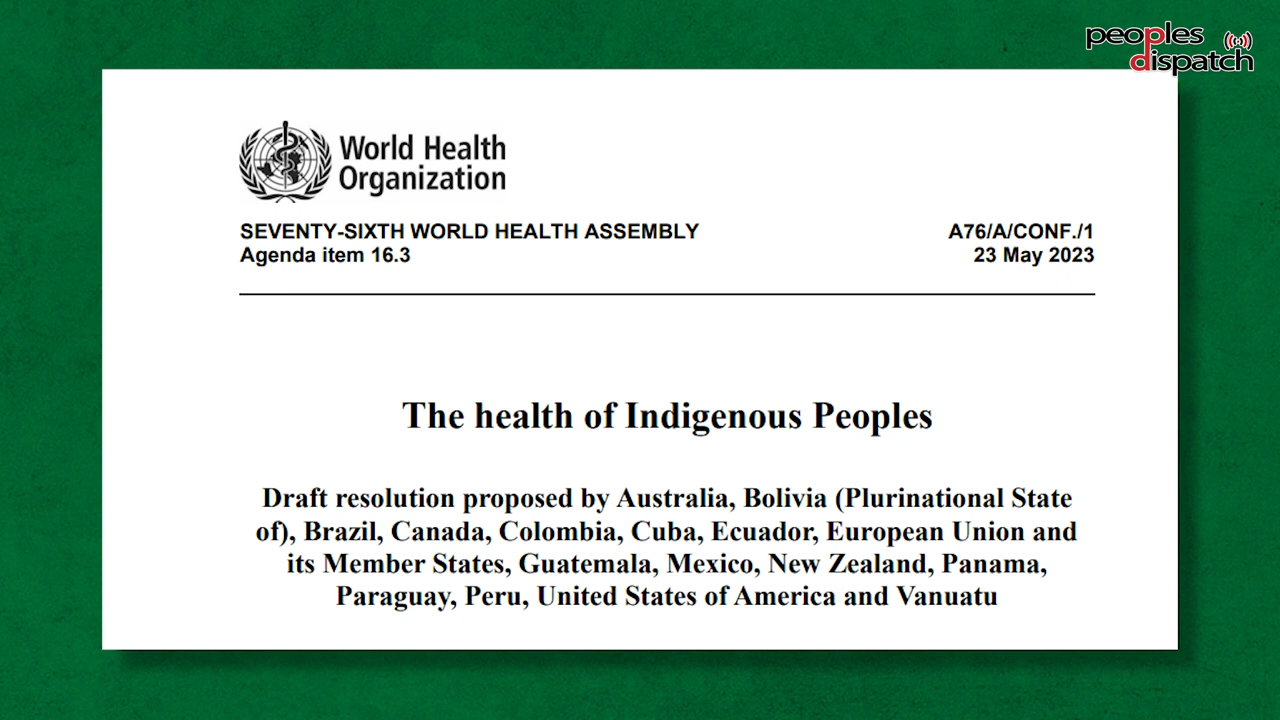 peoples
dispatch
World Health
Organization
SEVENTY-SIXTH WORLD HEALTH ASSEMBLY A76/A/CONF./1
Agenda item 16.3 23 May 2023
The health of Indigenous Peoples
Draft resolution proposed by Australia, Bolivia (Plurinational State
of), Brazil, Canada, Colombia, Cuba, Ecuador, European Union and
its Member States, Guatemala, Mexico, New Zealand, Panama,
Paraguay, Peru, United States of America and Vanuatu